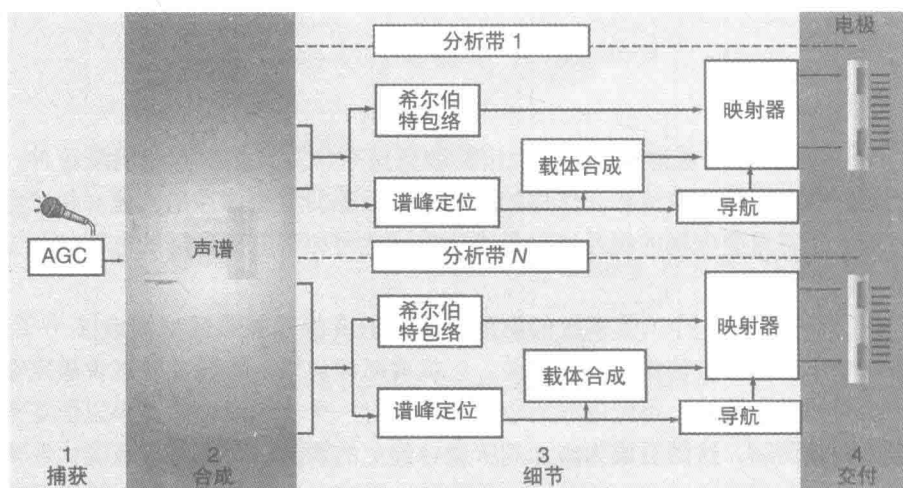 电极
分析带 1
希尔伯
特包络
映射器
载体合成
谱峰定位
导航
AGC
声谱
分析带 N
希尔伯
特包络
映射器
载体合成
谱峰定位
导航
1
捕获
2
合成
3
细节
4
交付